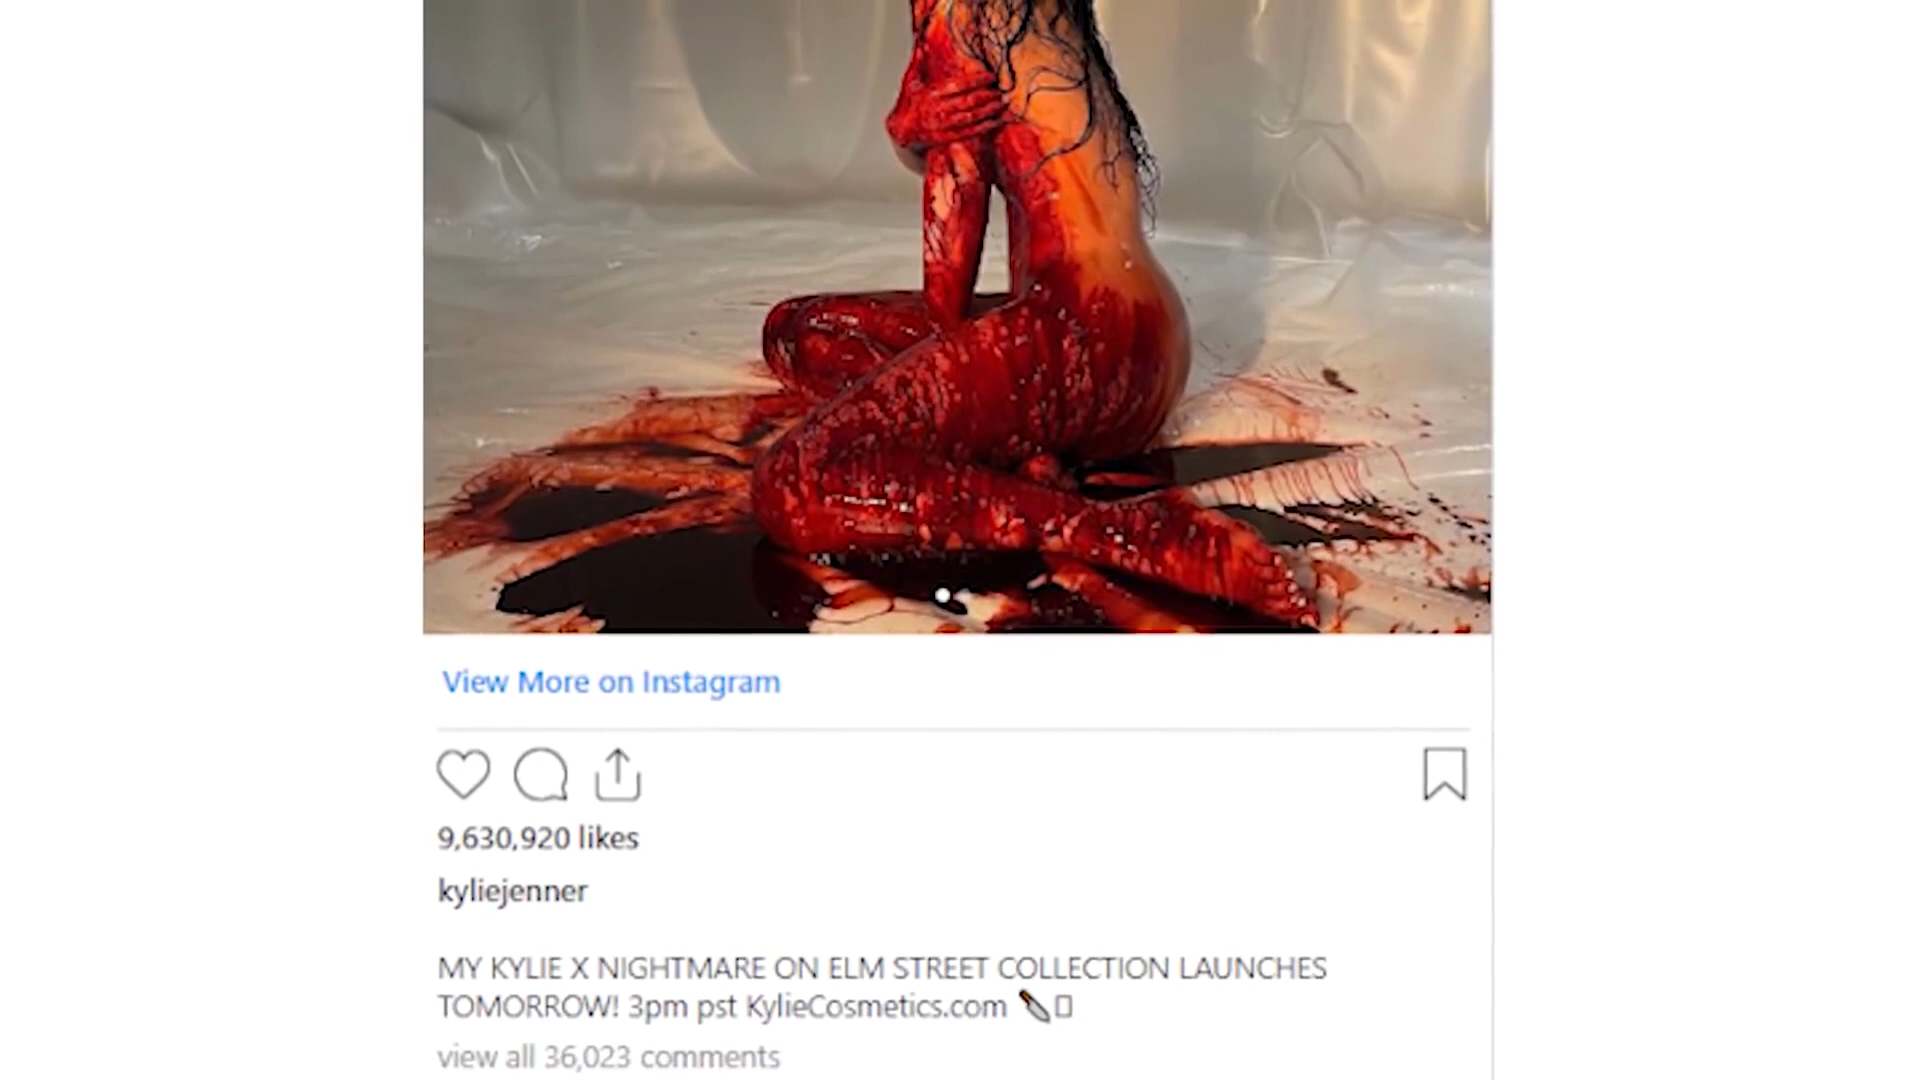 View More on Instagram
9,630,920 likes
kyliejenner
MY KYLIE X NIGHTMARE ON ELM STREET COLLECTION LAUNCHES
TOMORROW! 3pm pst KylieCosmetics.com
view all 36,023 comments